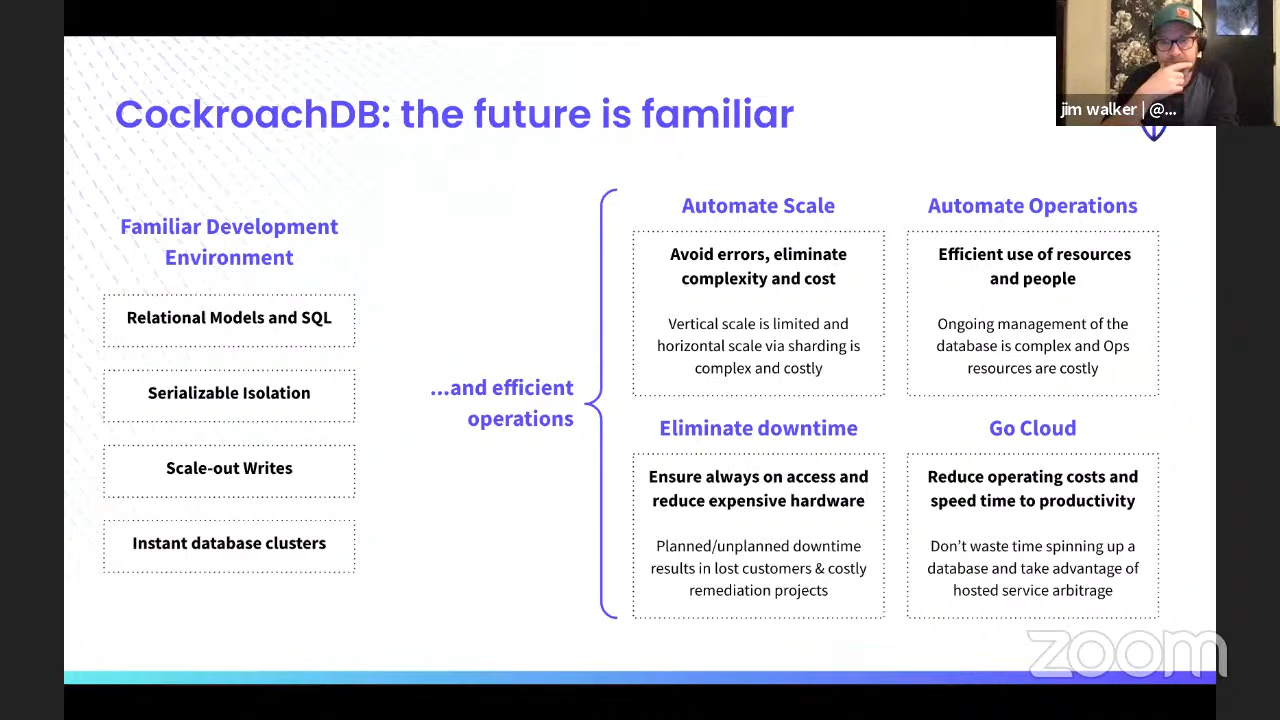 jim walker | @...
CockroachDB: the future is familiar
Familiar Development
Environment
Relational Models and SQL
Serializable Isolation
Scale-out Writes
Instant database clusters
...and efficient
operations
Automate Scale
Avoid errors, eliminate
complexity and cost
Vertical scale is limited and
horizontal scale via sharding is
complex and costly
Automate Operations
Efficient use of resources
and people
Ongoing management of the
database is complex and Ops
resources are costly
Eliminate downtime
Ensure always on access and
reduce expensive hardware
Planned/unplanned downtime
results in lost customers & costly
remediation projects
Go Cloud
Reduce operating costs and
speed time to productivity
Don’t waste time spinning up a
database and take advantage of
hosted service arbitrage
zoom